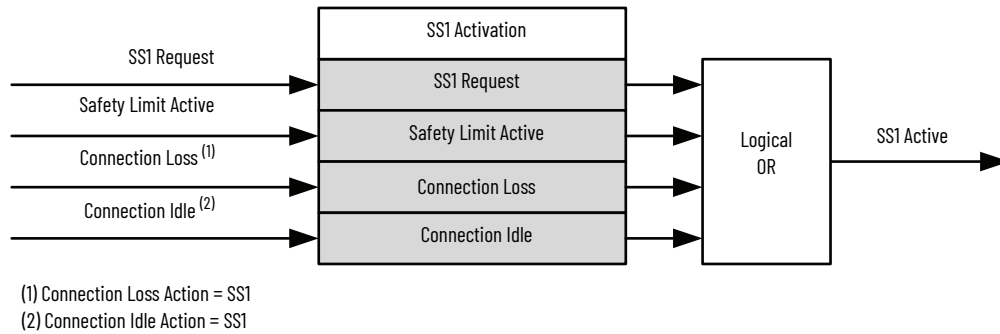 SS1 Activation
SS1 Request
SS1 Request
Safety Limit Active
Safety Limit Active
Connection Loss (1)
Connection Loss
Connection Idle (2)
Connection Idle
Logical
OR
SS1 Active
(1) Connection Loss Action = SS1
(2) Connection Idle Action = SS1